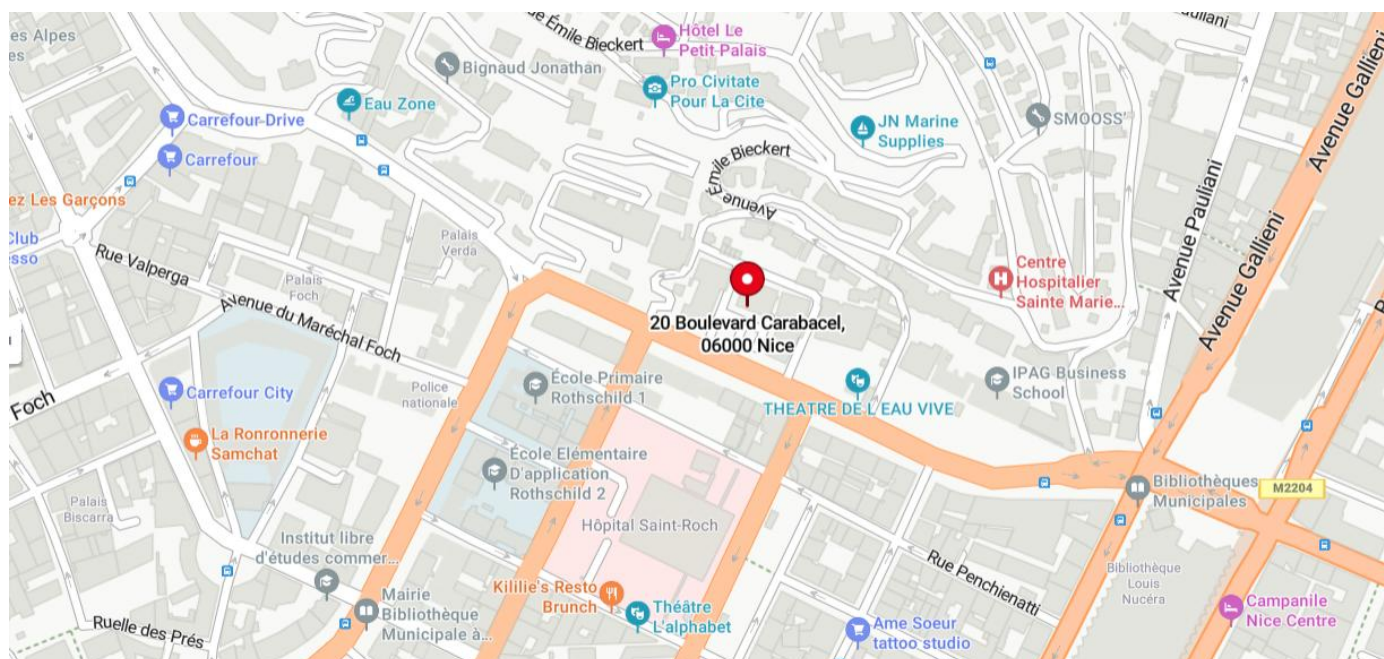 es Alpes
es
Émile Bieckert
Hôtel Le
Petit Palais
Pauliani
Bignaud Jonathan
Pro Civitate
Pour La Cite
Eau Zone
Carrefour-Drive
Carrefour
JN Marine
Supplies
SMOOSS'
Avenue Gallieni
Avenue Émile Bieckert
ez Les Garçons
Club
esso
Palais
Verda
Rue Valperga
Palais
Foch
Avenue du Maréchal Foch
Avenue Pauliani
Avenue Gallieni
Centre
Hospitalier
Sainte Marie...
20 Boulevard Carabacel,
06000 Nice
Foch
Carrefour City
Police
nationale
École Primaire
Rothschild 1
THEATRE DE L'EAU VIVE
IPAG Business
School
La Ronronnerie
Samchat
École Elémentaire
D'application
Rothschild 2
Palais
Biscarra
Hôpital Saint-Roch
Bibliothèques
Municipales
M2204
Institut libre
d'études commer...
Rue Penchienatti
Bibliothèque
Louis
Nucéra
Kililie's Resto
Brunch
Mairie
Bibliothèque
Municipale à...
Théâtre
L'alphabet
Ruelle des Prés
Ame Soeur
tattoo studio
Campanile
Nice Centre